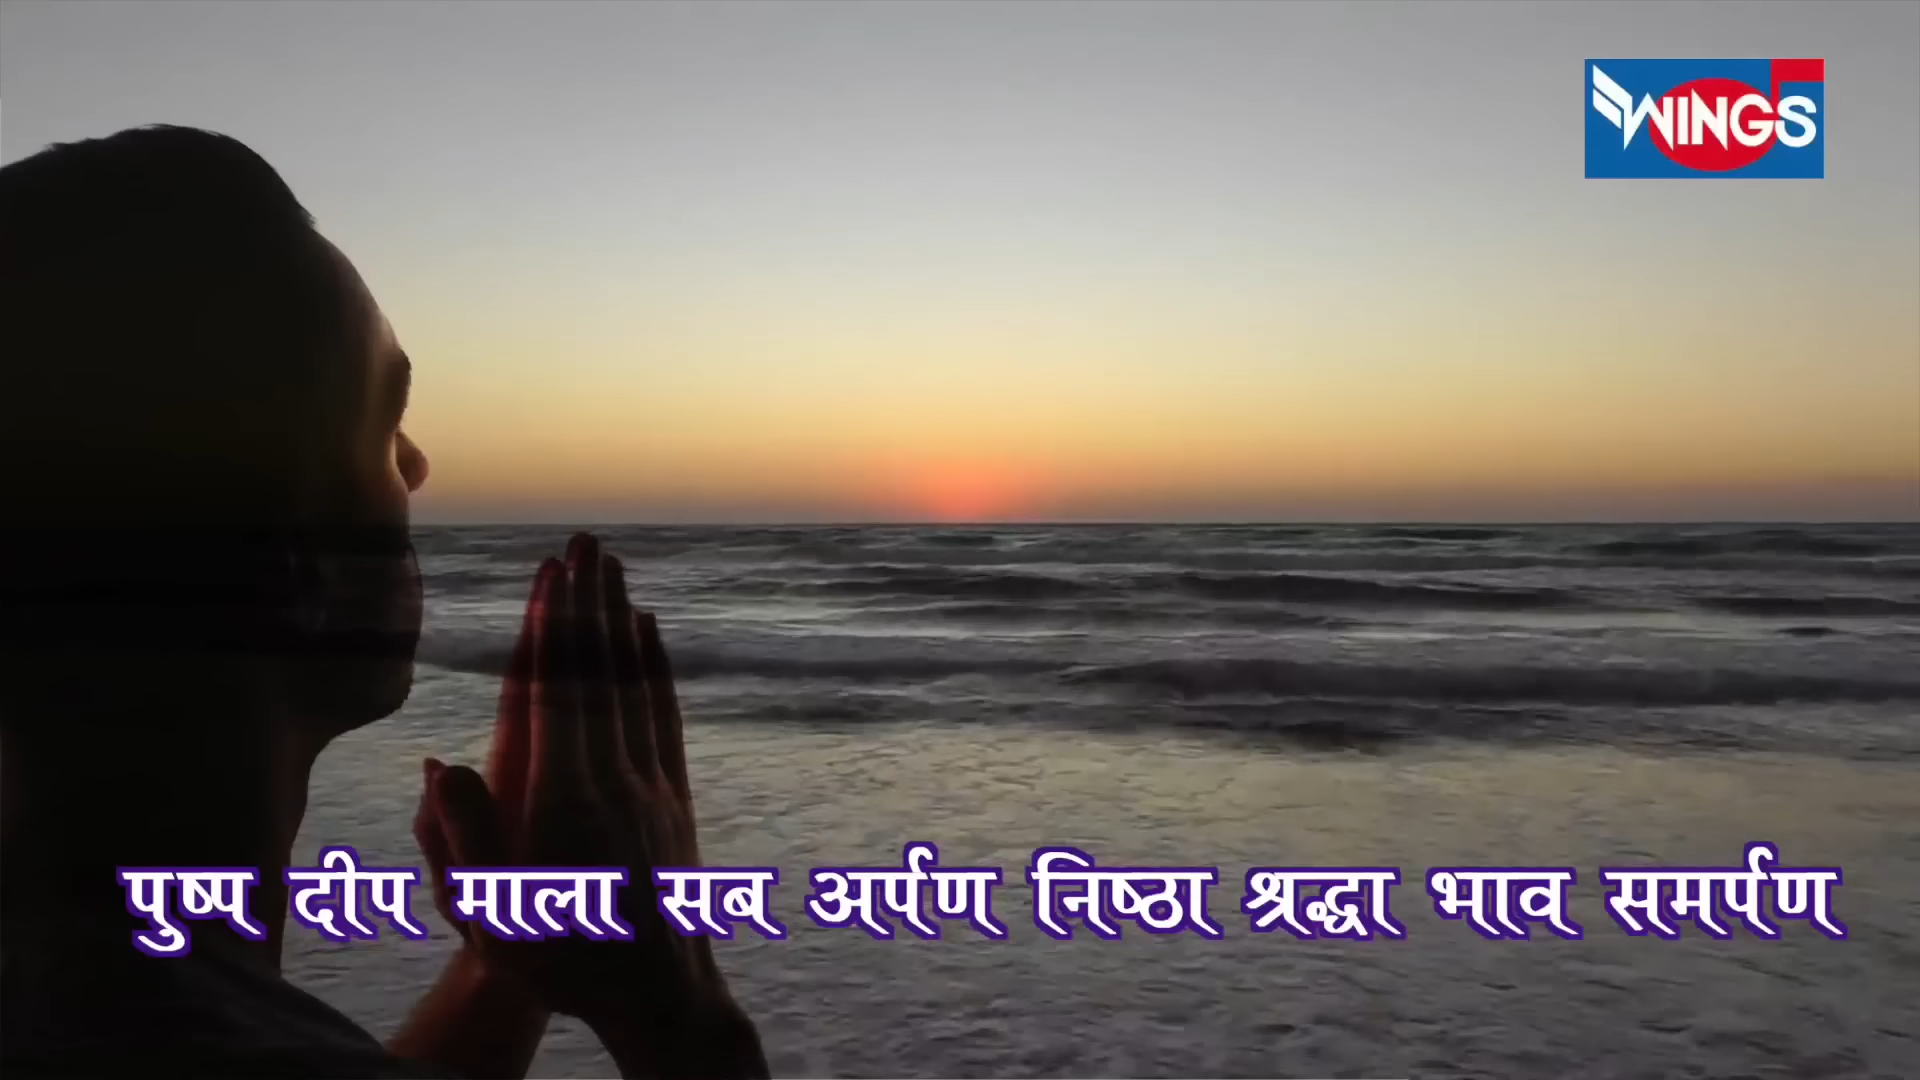 WINGS
पुष्प दीप माला सब अर्पण निष्ठा श्रद्धा भाव समर्पण